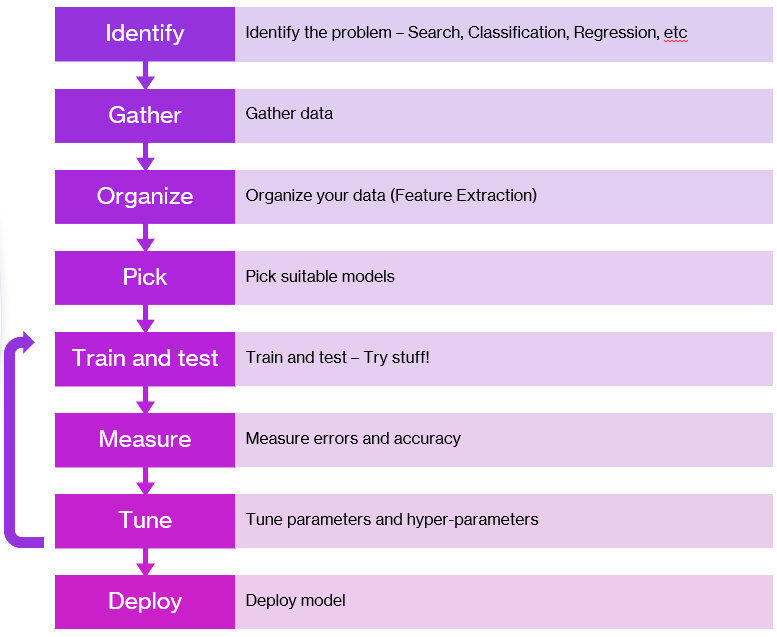 Identify
Identify the problem – Search, Classification, Regression, etc
Gather
Gather data
Organize
Organize your data (Feature Extraction)
Pick
Pick suitable models
Train and test
Train and test – Try stuff!
Measure
Measure errors and accuracy
Tune
Tune parameters and hyper-parameters
Deploy
Deploy model